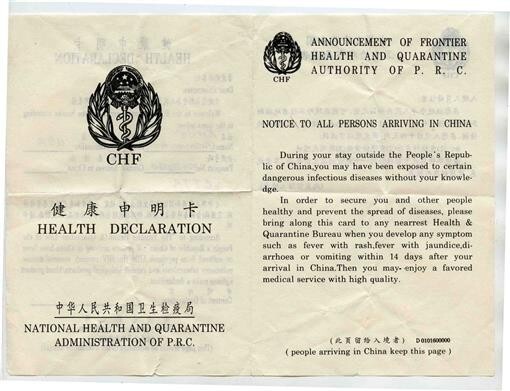 CHF
健康申明卡
HEALTH DECLARATION
中华人民共和国卫生检疫局
NATIONAL HEALTH AND QUARANTINE
ADMINISTRATION OF P.R.C.
CHF
ANNOUNCEMENT OF FRONTIER
HEALTH AND QUARANTINE
AUTHORITY OF P. R. C.
NOTICE TO ALL PERSONS ARRIVING IN CHINA
During your stay outside the People's Repub-
lic of China,you may have been exposed to certain
dangerous infectious diseases without your knowle-
dge.
In order to secure you and other people
healthy and prevent the spread of diseases, please
bring along this card to any nearest Health &
Quarantine Bureau when you develop any symptom
such as fever with rash,fever with jaundice,di-
arrhoea or vomiting within 14 days after your
arrival in China.Then you may enjoy a favored
medical service with high quality.
(此頁留给入境者) D 0101600000
( people arriving in China keep this page )